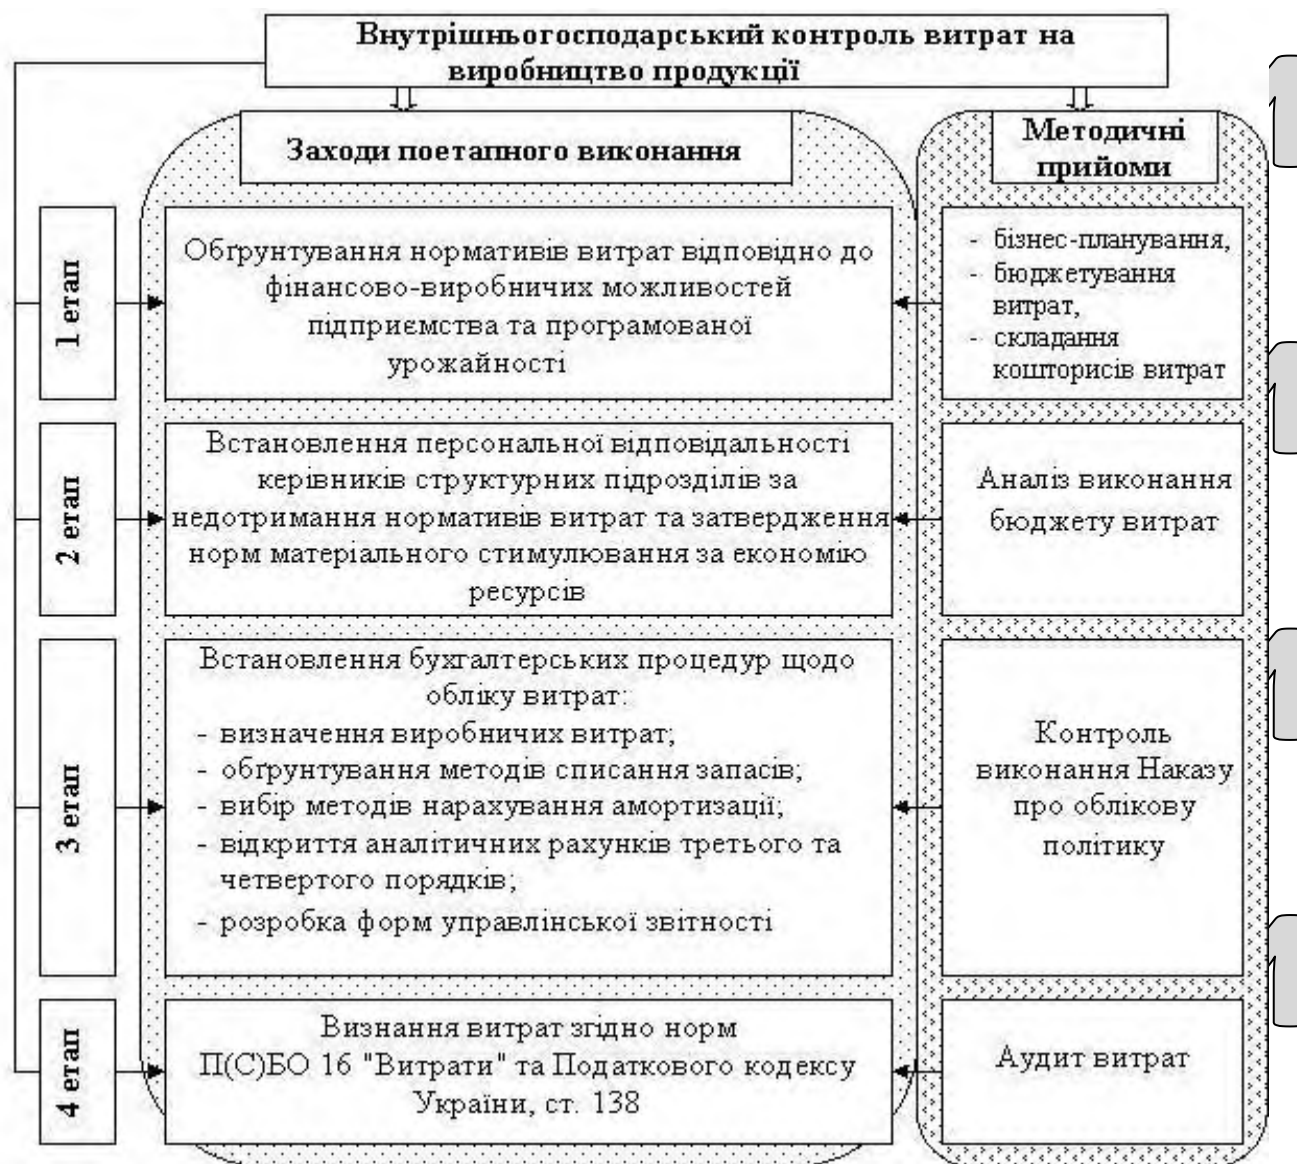 Внутрішньогосподарський контроль витрат на
виробництво продукції
Заходи поетапного виконання
Методичні
прийоми
1 етап
Обґрунтування нормативів витрат відповідно до
фінансово-виробничих можливостей
підприємства та програмованої
урожайності
- бізнес-планування,
- бюджетування
витрат,
- складання
кошторисів витрат
2 етап
Встановлення персональної відповідальності
керівників структурних підрозділів за
недотримання нормативів витрат та затвердження
норм матеріального стимулювання за економію
ресурсів
Аналіз виконання
бюджету витрат
3 етап
Встановлення бухгалтерських процедур щодо
обліку витрат:
- визначення виробничих витрат;
- обґрунтування методів списання запасів;
- вибір методів нарахування амортизації;
- відкриття аналітичних рахунків третього та
четвертого порядків;
- розробка форм управлінської звітності
Контроль
виконання Наказу
про облікову
політику
4 етап
Визнання витрат згідно норм
П(С)БО 16 "Витрати" та Податкового кодексу
України, ст. 138
Аудит витрат